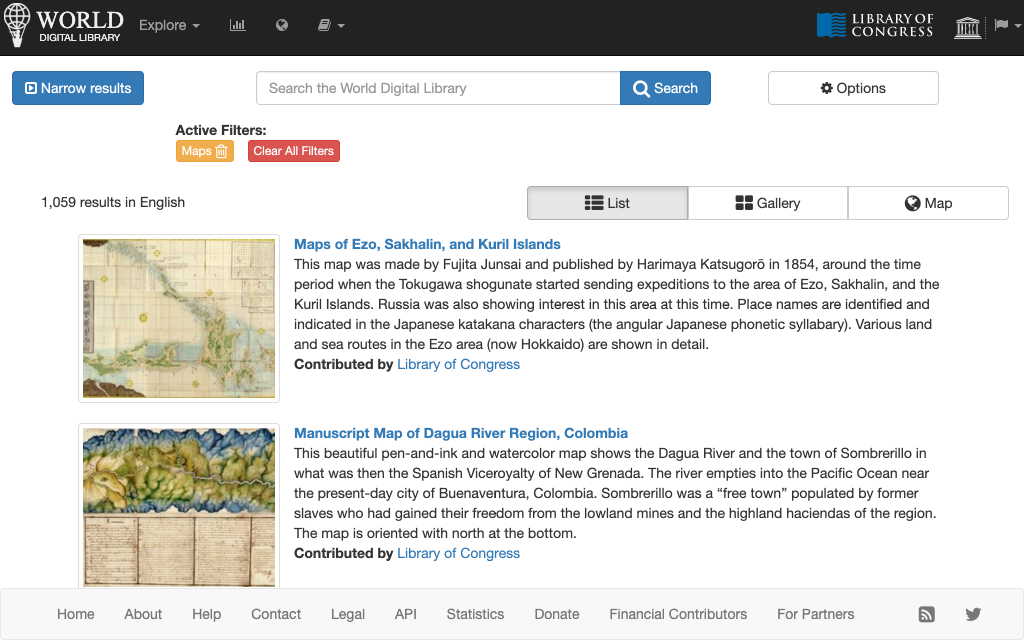 WORLD
DIGITAL LIBRARY
Explore
LIBRARY OF
CONGRESS
Narrow results
Search the World Digital Library
Search
Options
Active Filters:
Maps
Clear All Filters
1,059 results in English
List
Gallery
Map
Maps of Ezo, Sakhalin, and Kuril Islands
This map was made by Fujita Junsai and published by Harimaya Katsugorō in 1854, around the time
period when the Tokugawa shogunate started sending expeditions to the area of Ezo, Sakhalin, and the
Kuril Islands. Russia was also showing interest in this area at this time. Place names are identified and
indicated in the Japanese katakana characters (the angular Japanese phonetic syllabary). Various land
and sea routes in the Ezo area (now Hokkaido) are shown in detail.
Contributed by Library of Congress
Manuscript Map of Dagua River Region, Colombia
This beautiful pen-and-ink and watercolor map shows the Dagua River and the town of Sombrerillo in
what was then the Spanish Viceroyalty of New Grenada. The river empties into the Pacific Ocean near
the present-day city of Buenaventura, Colombia. Sombrerillo was a “free town” populated by former
slaves who had gained their freedom from the lowland mines and the highland haciendas of the region.
The map is oriented with north at the bottom.
Contributed by Library of Congress
Home About Help Contact Legal API Statistics Donate Financial Contributors For Partners